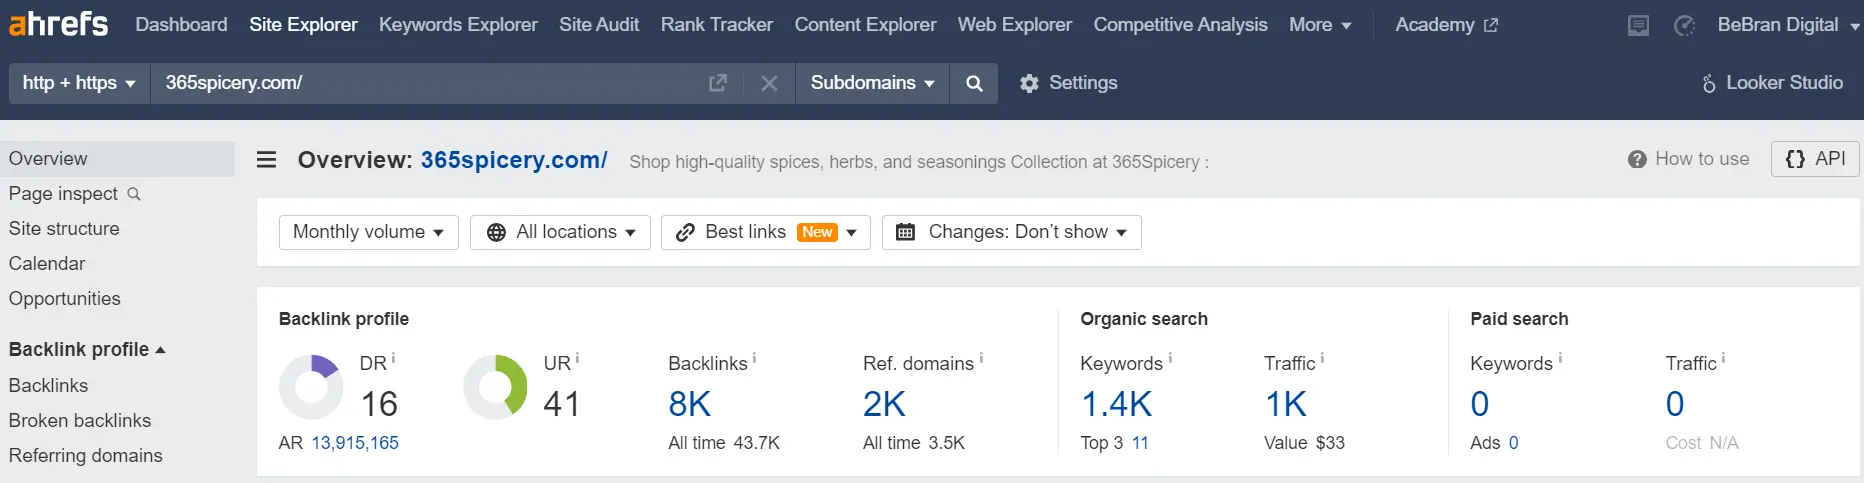 ahrefs Dashboard Site Explorer Keywords Explorer Site Audit Rank Tracker Content Explorer Web Explorer Competitive Analysis More Academy BeBran Digital
http + https 365spicery.com/ Subdomains Settings Looker Studio
Overview
Page inspect
Site structure
Calendar
Opportunities
Backlink profile
Backlinks
Broken backlinks
Referring domains
Overview: 365spicery.com/ Shop high-quality spices, herbs, and seasonings Collection at 365Spicery : How to use {} API
Monthly volume All locations Best links New Changes: Don't show
Backlink profile
DR i UR i Backlinks i Ref. domains i
16 41 8K 2K
AR 13,915,165 All time 43.7K All time 3.5K
Organic search
Keywords i Traffic i
1.4K 1K
Top 3 11 Value $33
Paid search
Keywords i Traffic i
0 0
Ads 0 Cost N/A